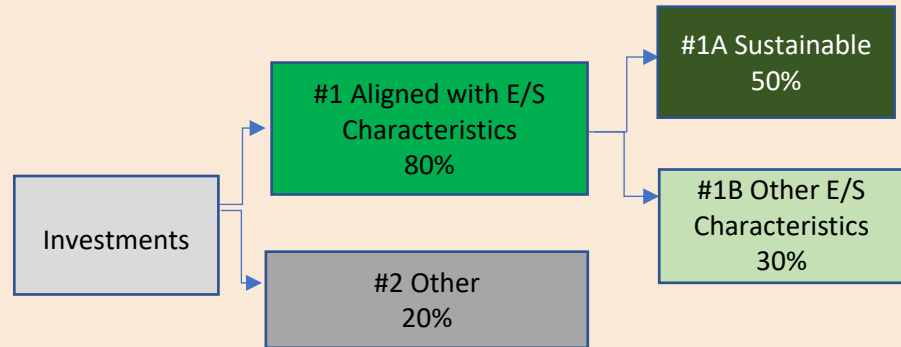 #1A Sustainable
50%
#1 Aligned with E/S
Characteristics
80%
#1B Other E/S
Characteristics
30%
Investments
#2 Other
20%